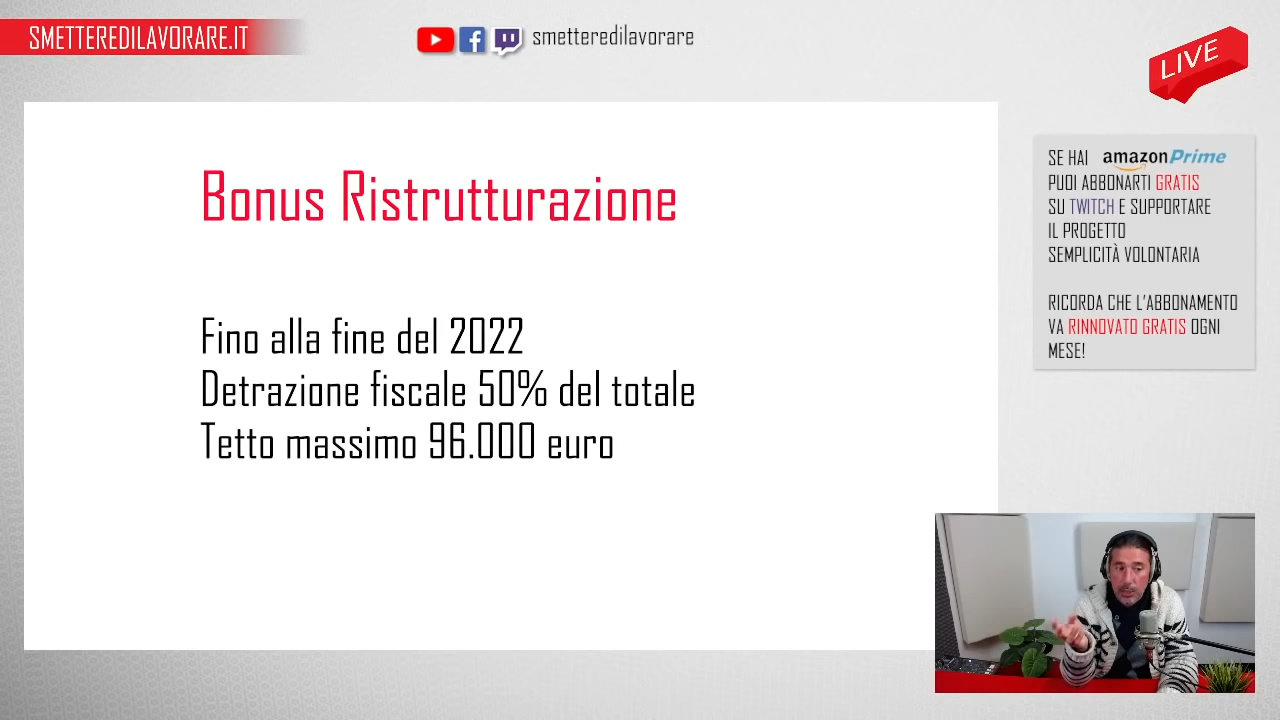 SMETTEREDILAVORARE.IT
smetteredilavorare
LIVE
Bonus Ristrutturazione
Fino alla fine del 2022
Detrazione fiscale 50% del totale
Tetto massimo 96.000 euro
SE HAI amazonPrime
PUOI ABBONARTI GRATIS
SU TWITCH E SUPPORTARE
IL PROGETTO
SEMPLICITÀ VOLONTARIA
RICORDA CHE L'ABBONAMENTO
VA RINNOVATO GRATIS OGNI
MESE!